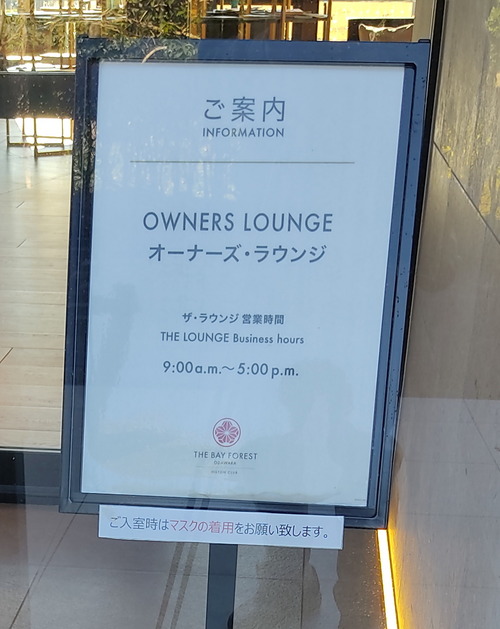 ご案内
INFORMATION
OWNERS LOUNGE
オーナーズ・ラウンジ
ザ・ラウンジ 営業時間
THE LOUNGE Business hours
9:00a.m.〜5:00p.m.
THE BAY FOREST
ODAWARA
ご入室時はマスクの着用をお願い致します。